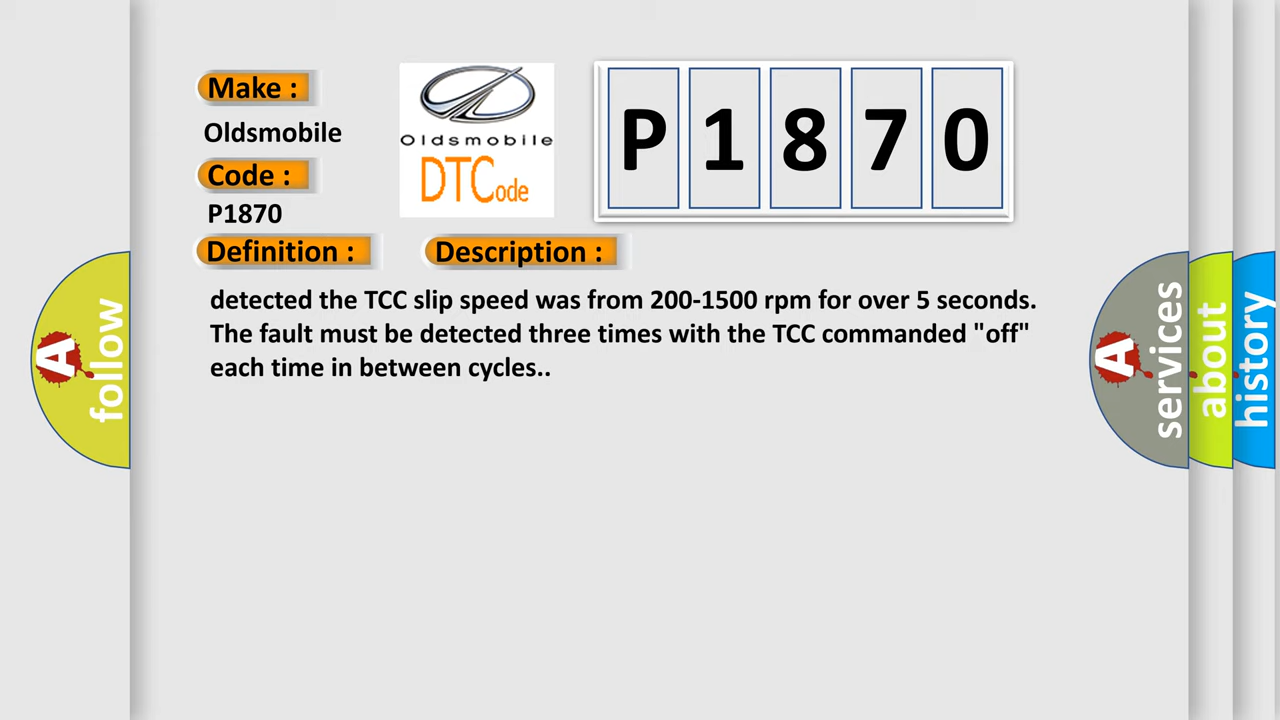 Make :
Oldsmobile
Code :
P1870
Definition :
Description :
Oldsmobile
DTCode
P 1 8 7 0
detected the TCC slip speed was from 200-1500 rpm for over 5 seconds.
The fault must be detected three times with the TCC commanded "off"
each time in between cycles..
A follow
A services
about
history